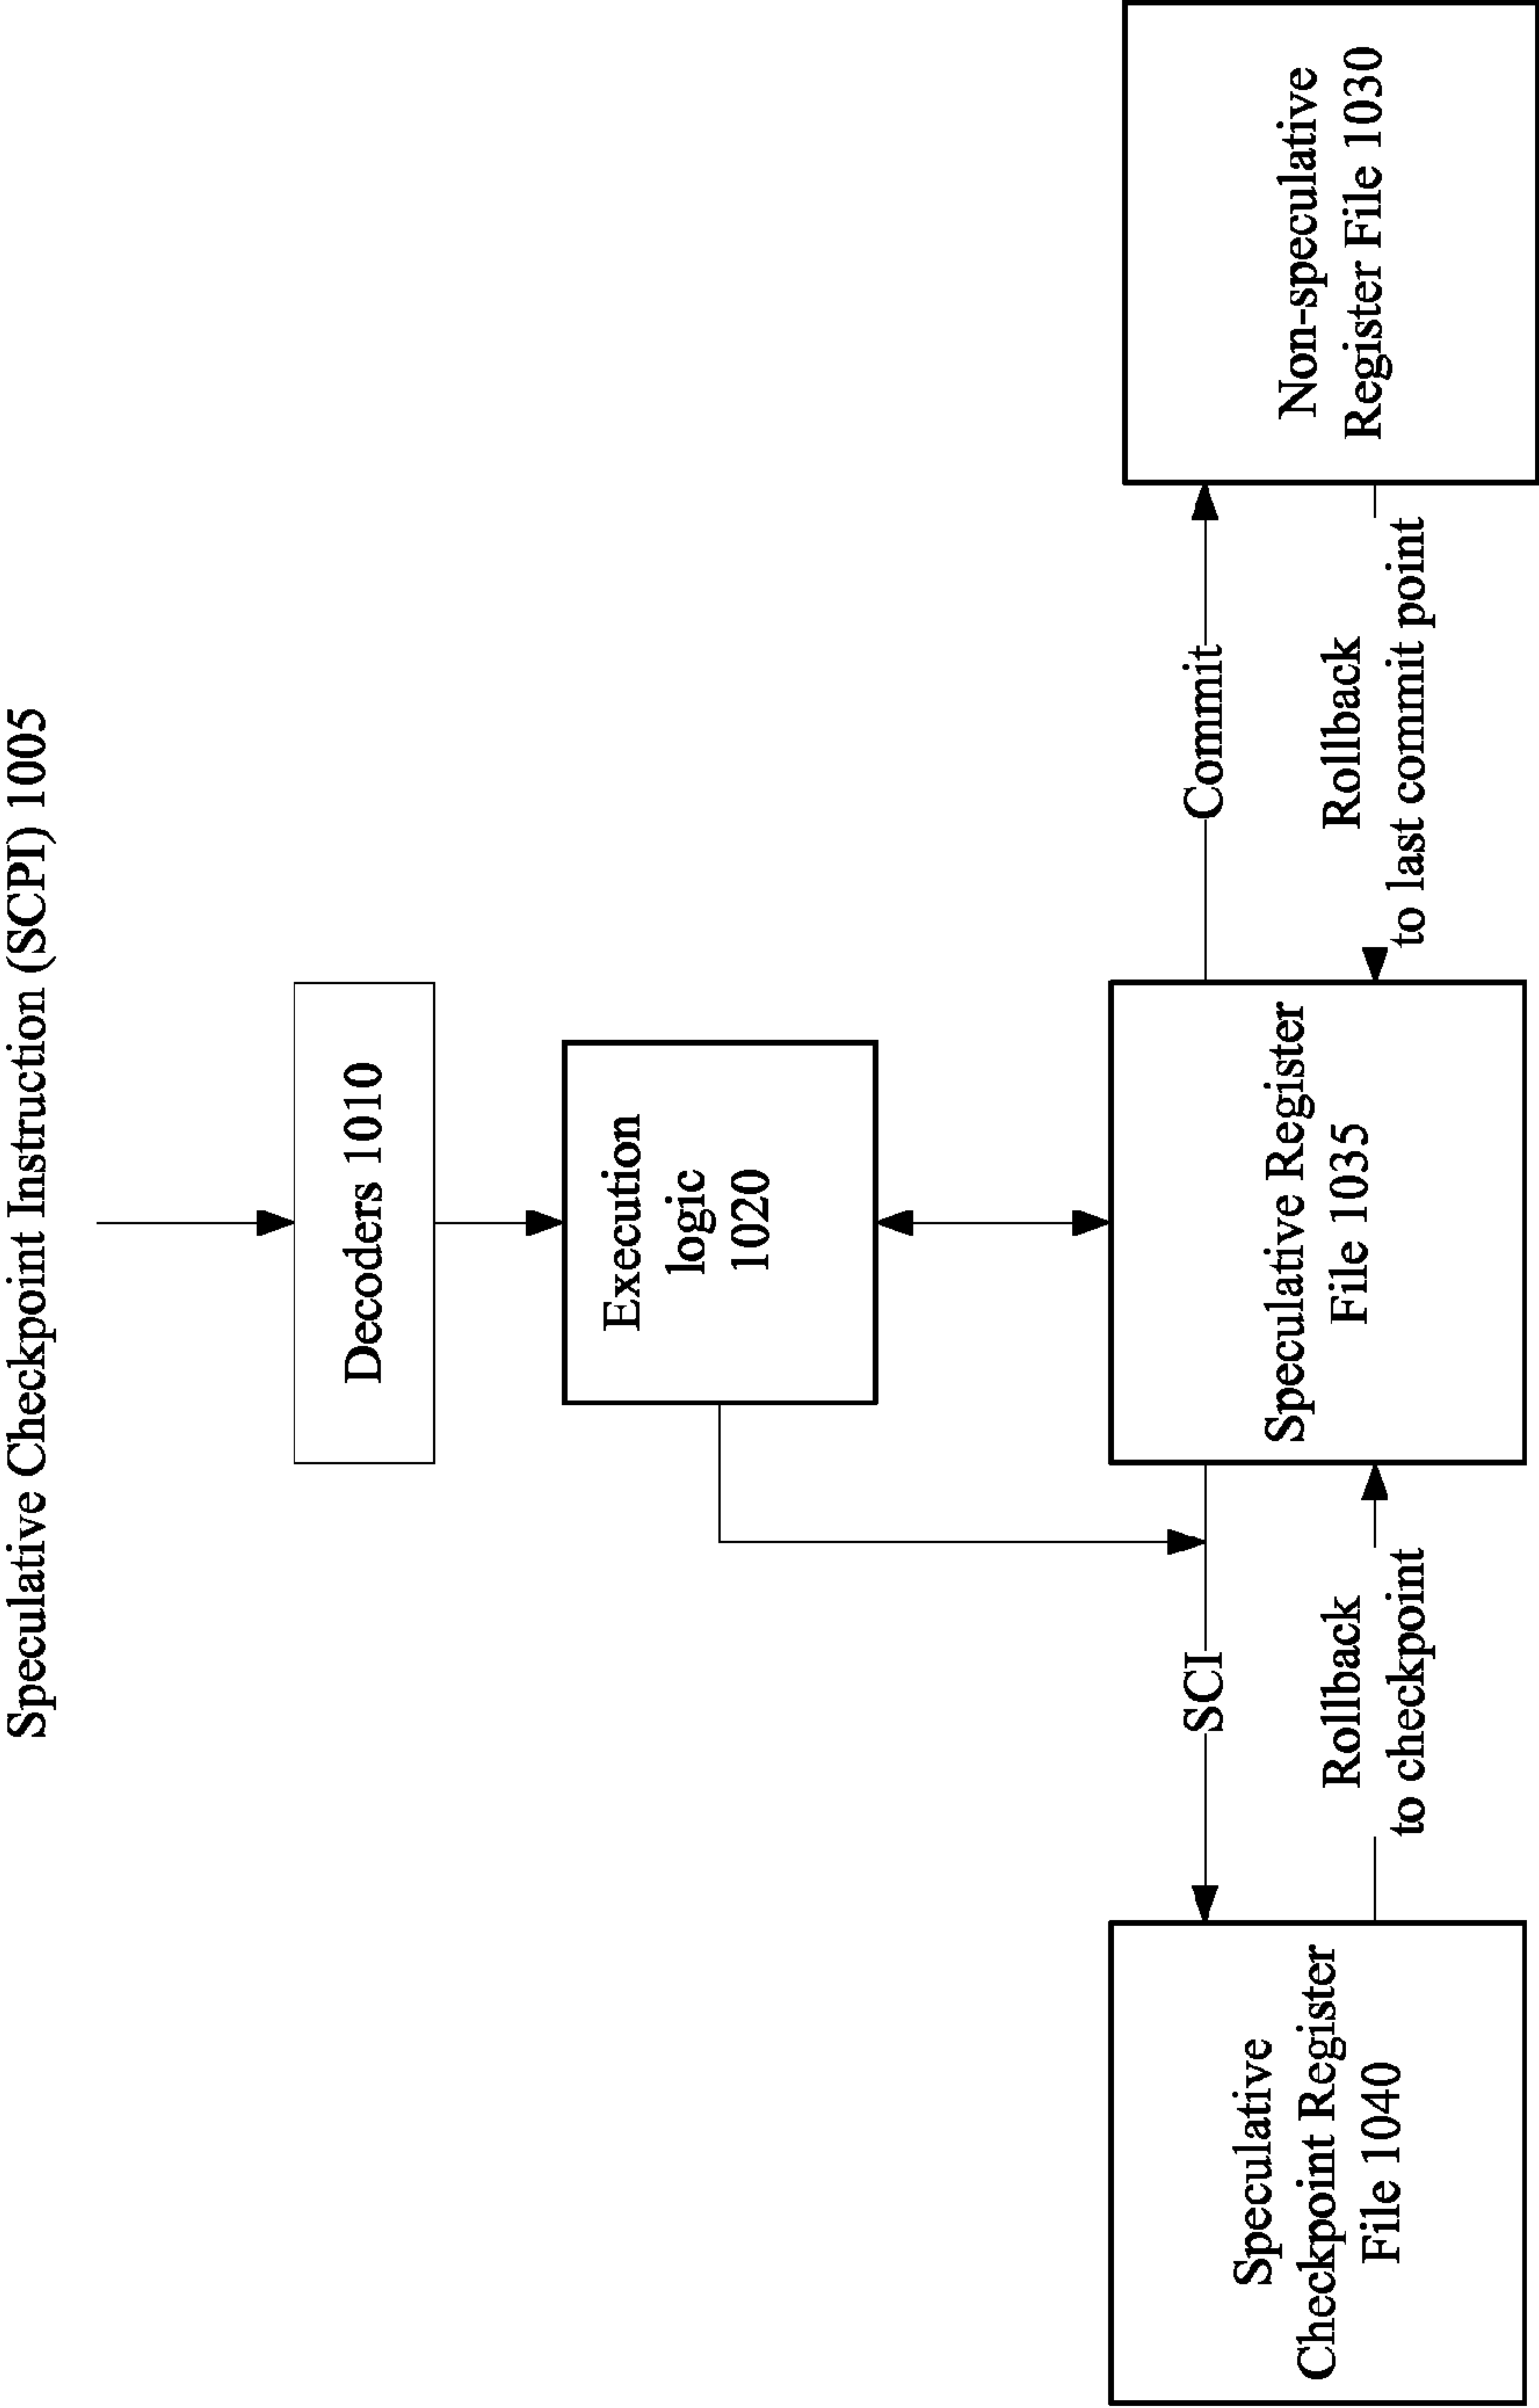 Speculative Checkpoint Instruction (SCPI) 1005
Decoders 1010
Execution
logic
1020
SCI
Commit
Rollback
to checkpoint
Rollback
to last commit point
Speculative
Checkpoint Register
File 1040
Speculative Register
File 1035
Non-speculative
Register File 1030